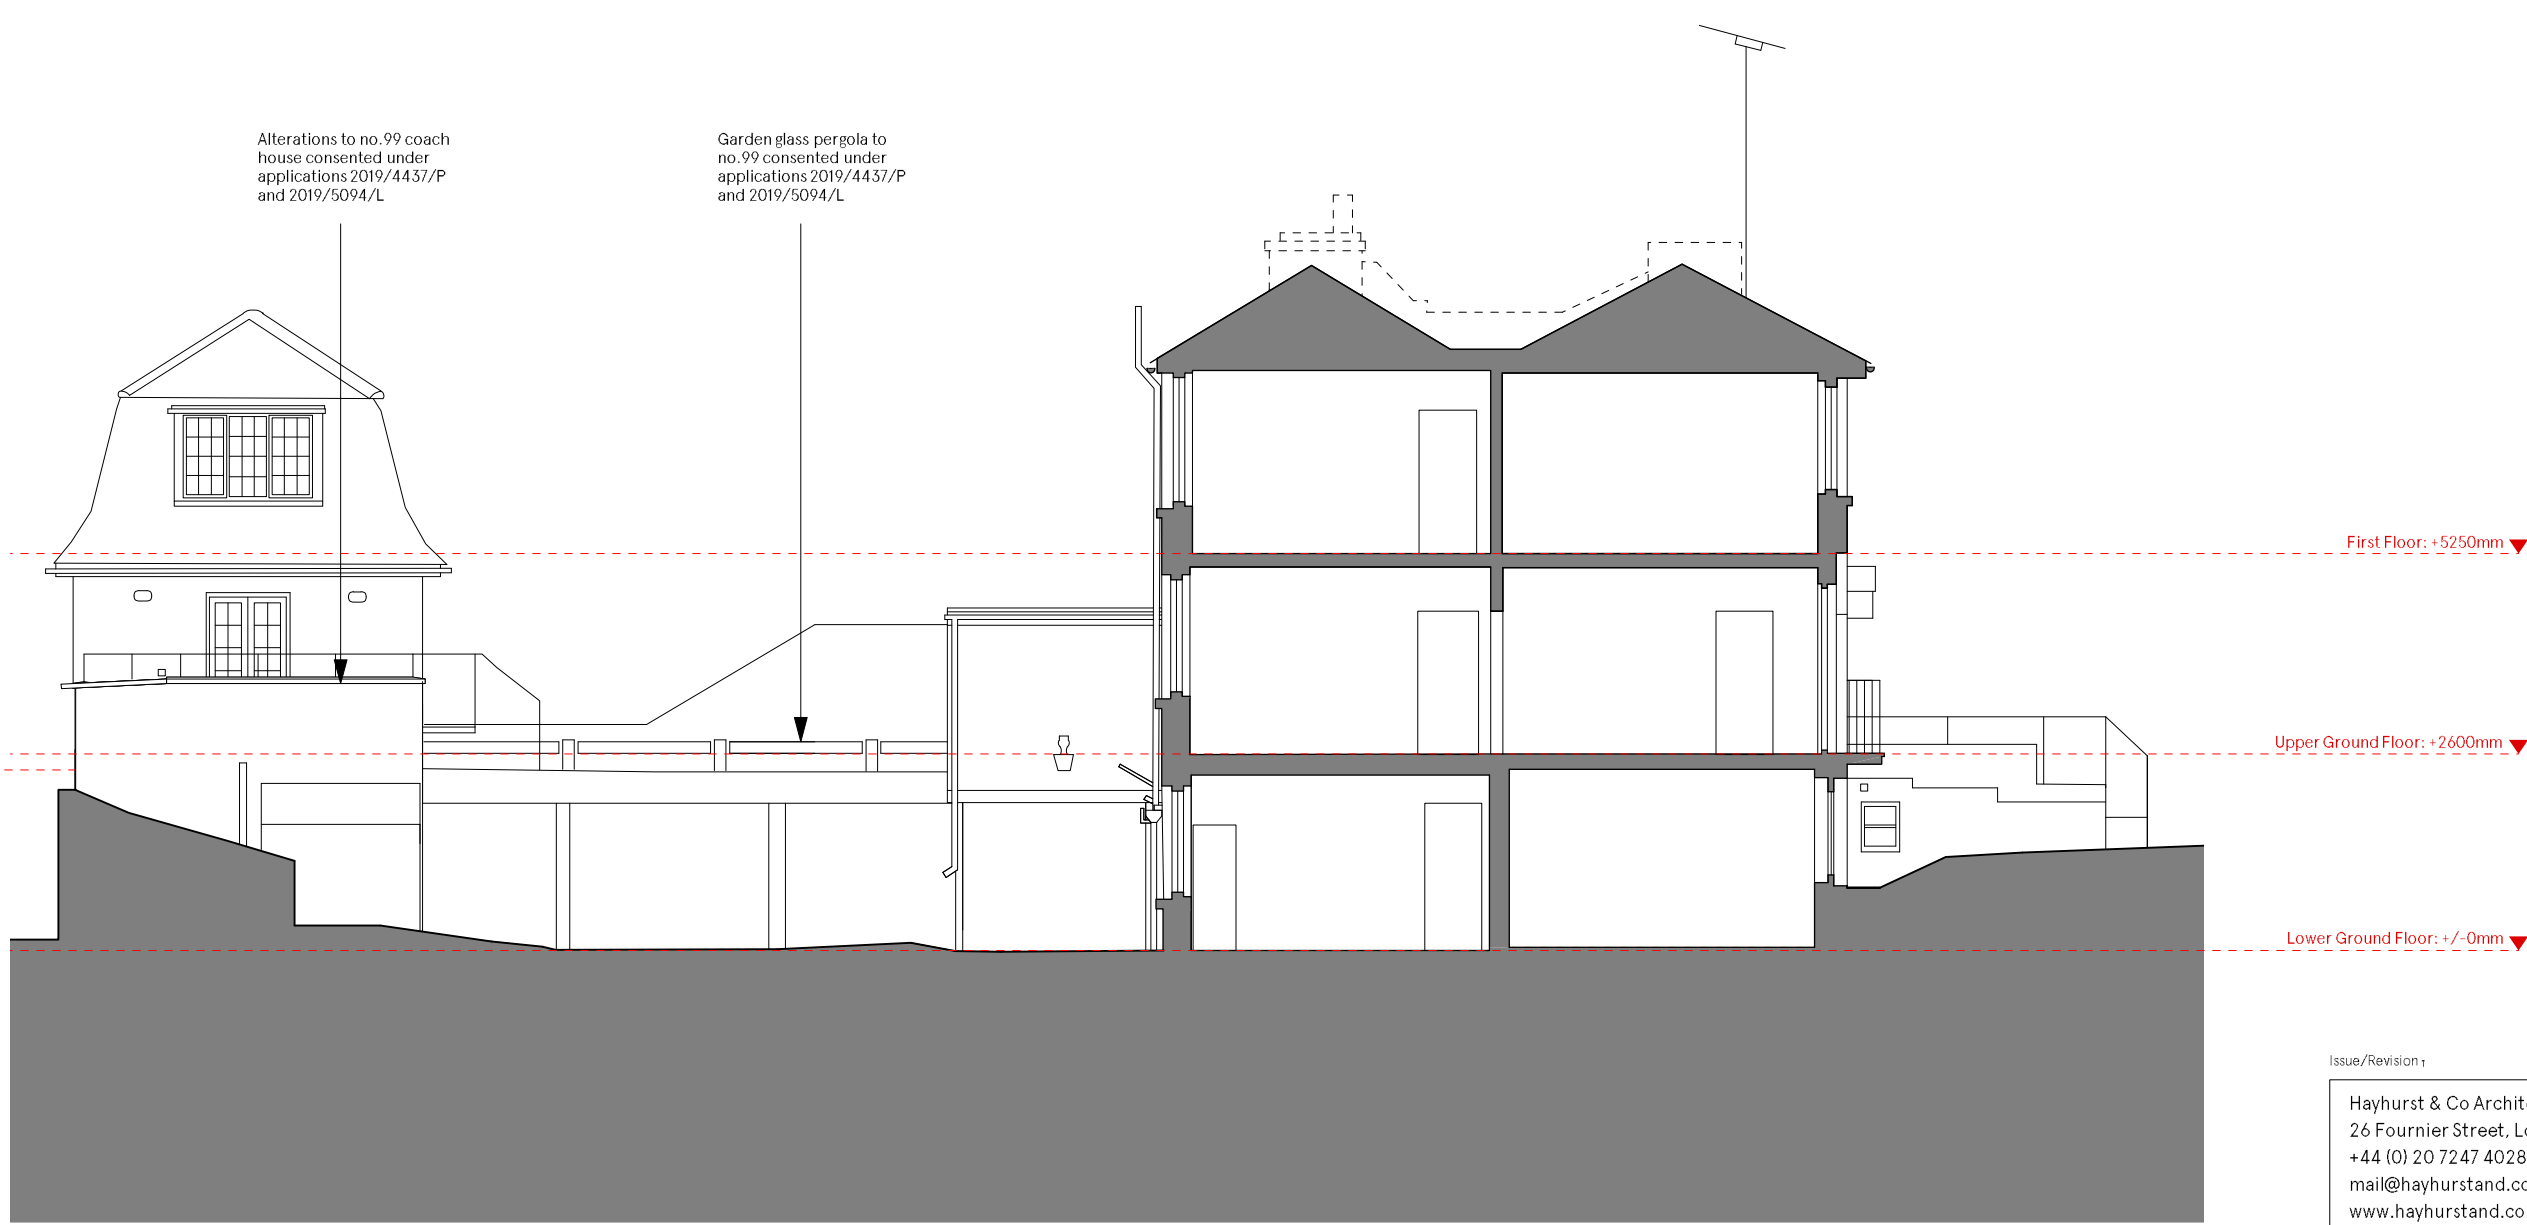 Alterations to no.99 coach
house consented under
applications 2019/4437/P
and 2019/5094/L
Garden glass pergola to
no.99 consented under
applications 2019/4437/P
and 2019/5094/L
First Floor: +5250mm
Upper Ground Floor: +2600mm
Lower Ground Floor: +/-0mm
Issue/Revision
Hayhurst & Co Archit
26 Fournier Street, L
+44 (0) 20 7247 4028
mail@hayhurstand.co
www.hayhurstand.co